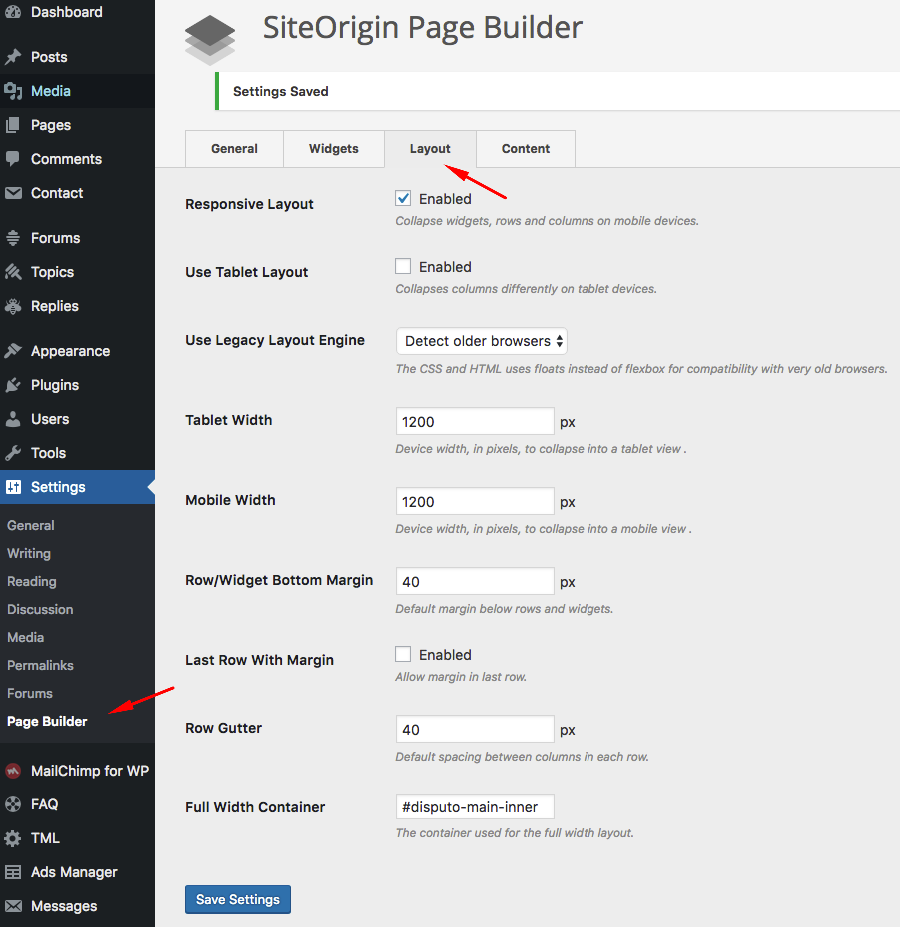 Dashboard
Posts
Media
Pages
Comments
Contact
Forums
Topics
Replies
Appearance
Plugins
Users
Tools
Settings
General
Writing
Reading
Discussion
Media
Permalinks
Forums
Page Builder
MailChimp for WP
FAQ
TML
Ads Manager
Messages
SiteOrigin Page Builder
Settings Saved
General Widgets Layout Content
Responsive Layout Enabled
Collapse widgets, rows and columns on mobile devices.
Use Tablet Layout Enabled
Collapses columns differently on tablet devices.
Use Legacy Layout Engine Detect older browsers
The CSS and HTML uses floats instead of flexbox for compatibility with very old browsers.
Tablet Width 1200 px
Device width, in pixels, to collapse into a tablet view .
Mobile Width 1200 px
Device width, in pixels, to collapse into a mobile view .
Row/Widget Bottom Margin 40 px
Default margin below rows and widgets.
Last Row With Margin Enabled
Allow margin in last row.
Row Gutter 40 px
Default spacing between columns in each row.
Full Width Container #disputo-main-inner
The container used for the full width layout.
Save Settings